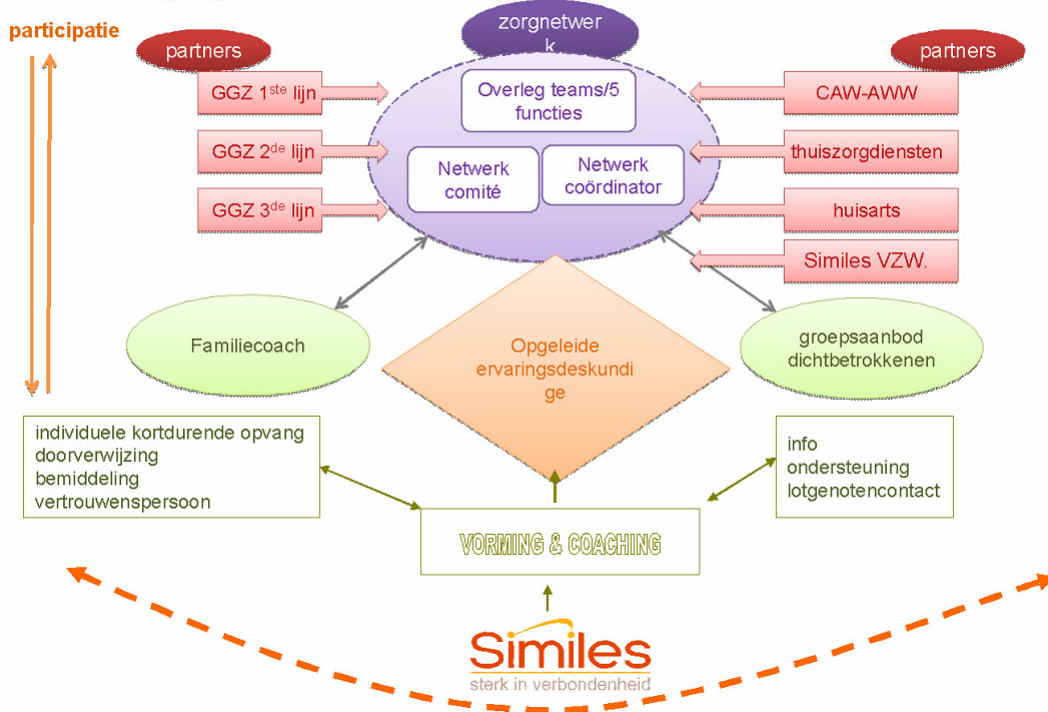 participatie
zorgnetwer
k
partners
partners
GGZ 1ste lijn
Overleg teams/5
functies
CAW-AWW
GGZ 2de lijn
thuiszorgdiensten
Netwerk
comité
Netwerk
coördinator
GGZ 3de lijn
huisarts
Similes VZW.
Familiecoach
Opgeleide
ervaringsdeskundi
ge
groepsaanbod
dichtbetrokkenen
individuele kortdurende opvang
doorverwijzing
bemiddeling
vertrouwenspersoon
info
ondersteuning
lotgenotencontact
VORMING & COACHING
Similes
sterk in verbondenheid